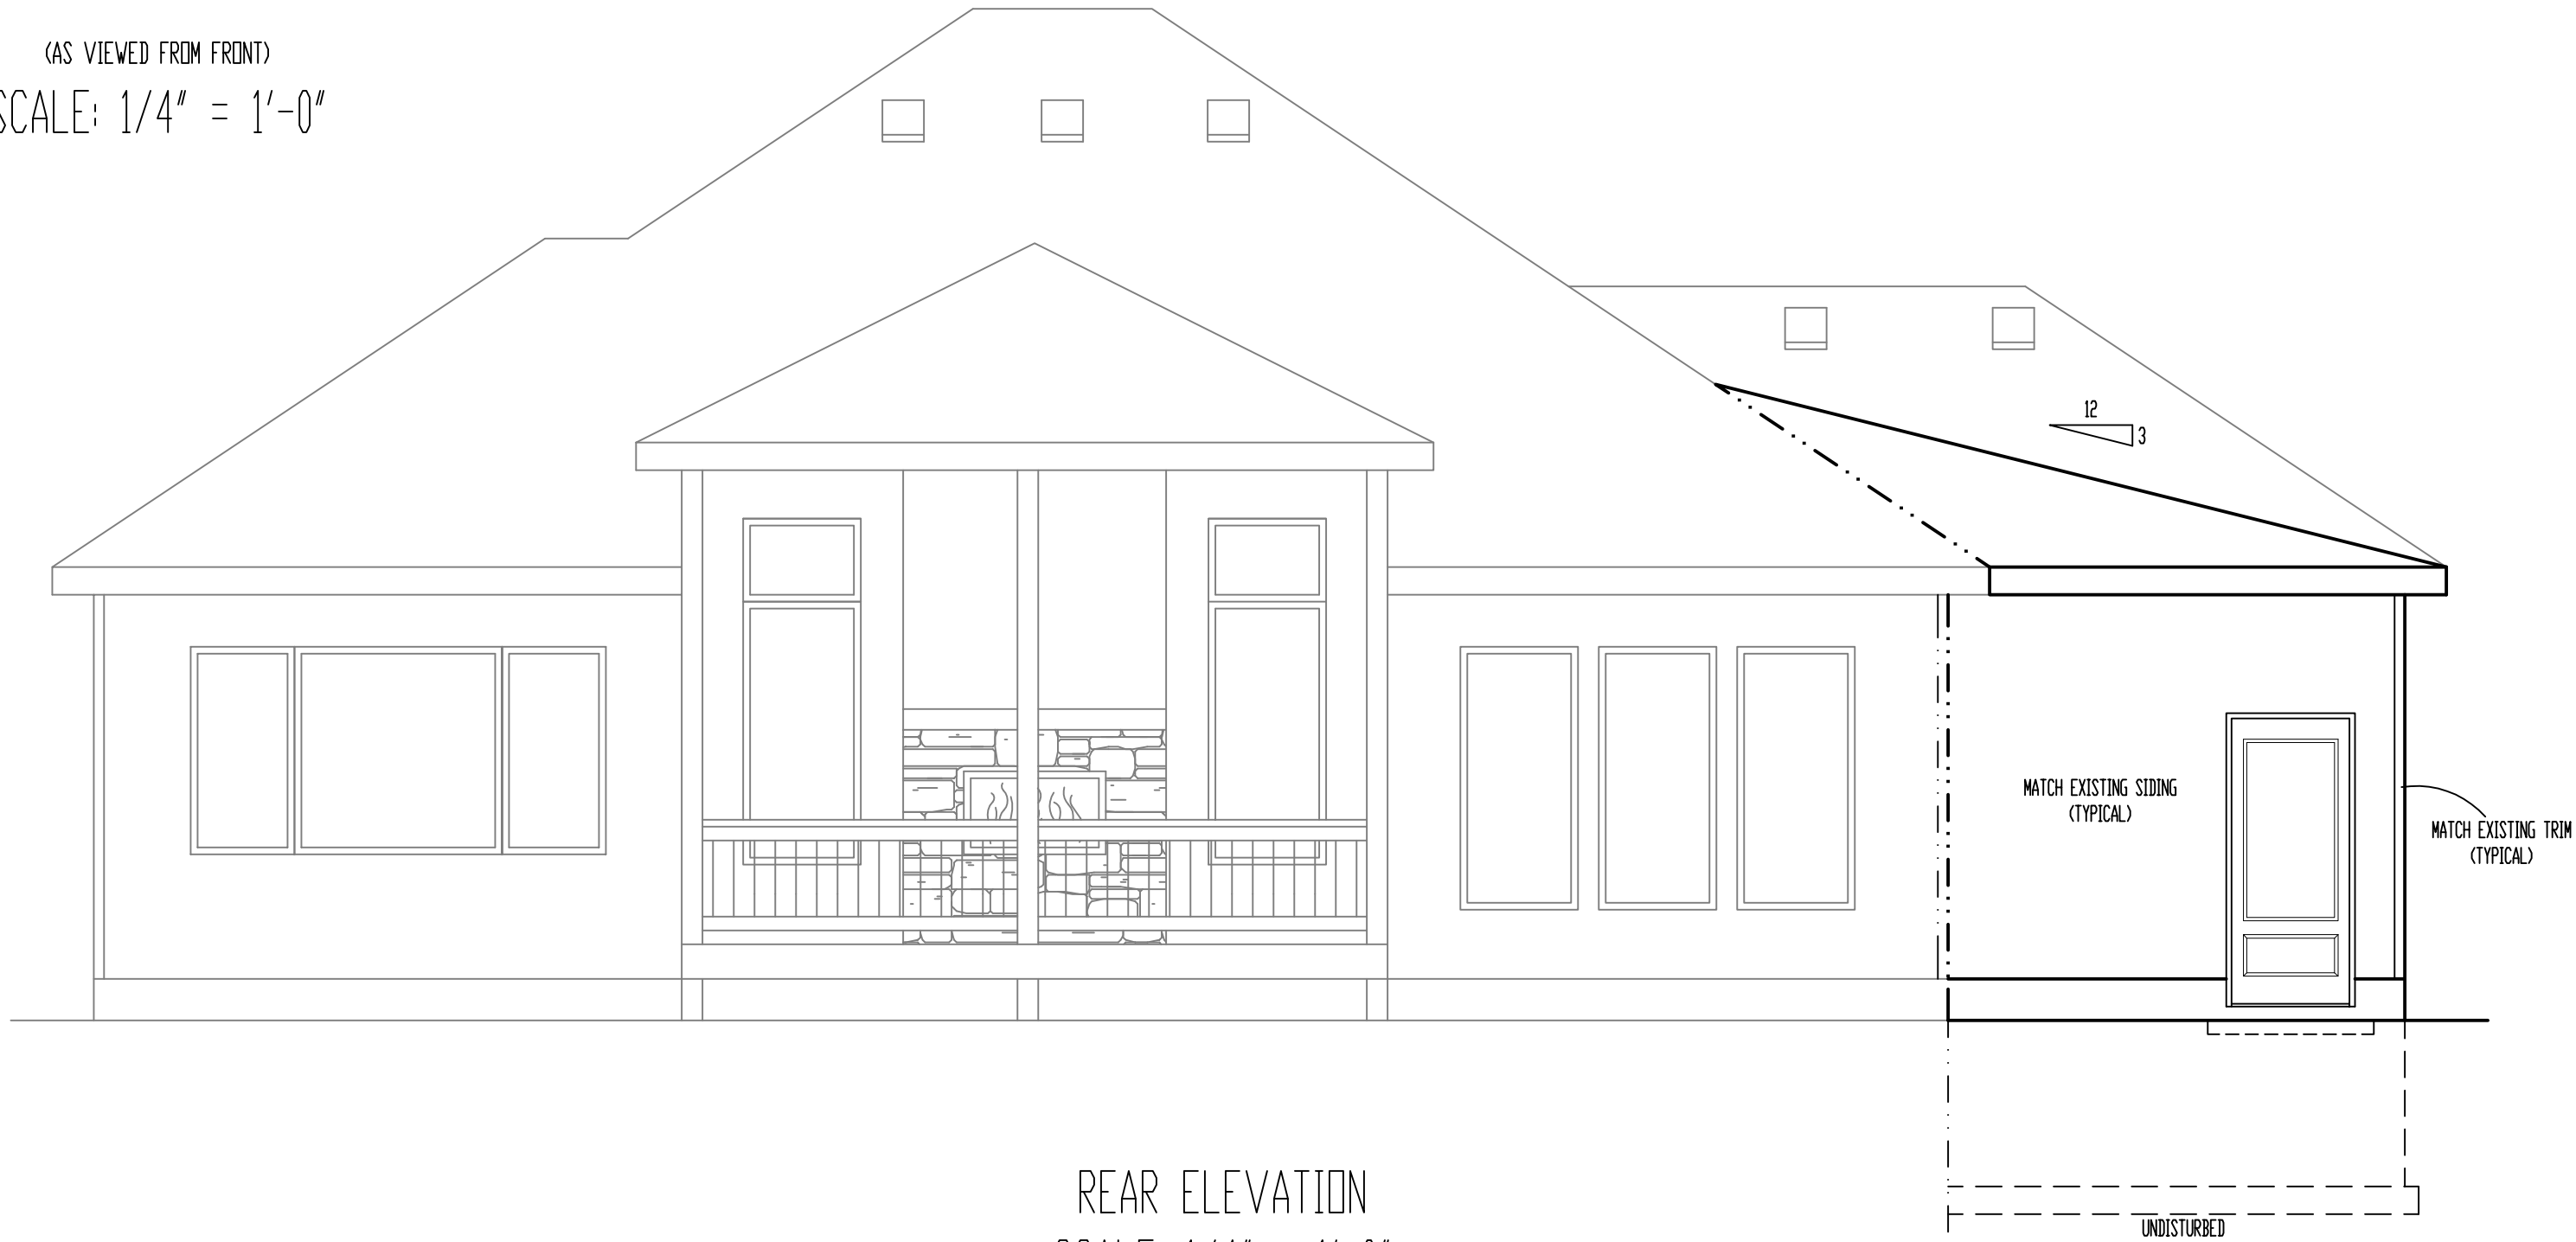 (AS VIEWED FROM FRONT)
SCALE: 1/4" = 1'-0"
12
3
MATCH EXISTING SIDING
(TYPICAL)
MATCH EXISTING TRIM
(TYPICAL)
REAR ELEVATION
UNDISTURBED